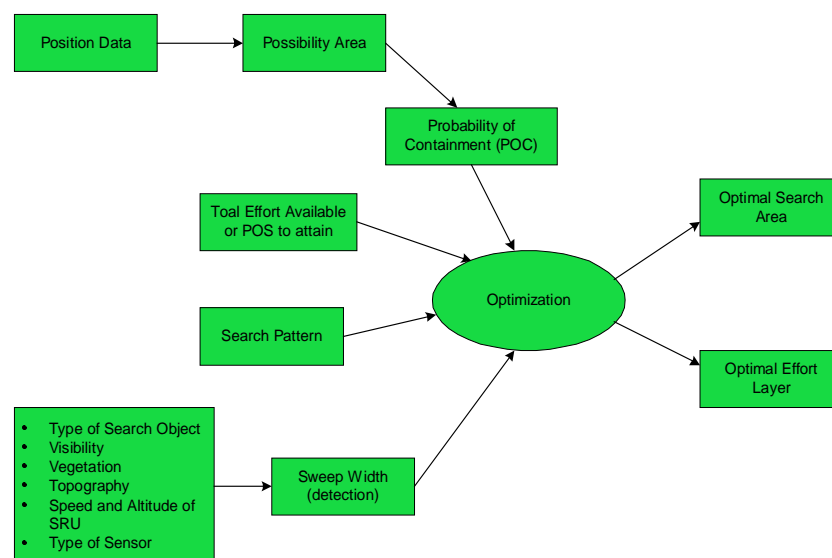 Position Data
Possibility Area
Probability of
Containment (POC)
Toal Effort Available
or POS to attain
Optimal Search
Area
Optimization
Search Pattern
Optimal Effort
Layer
• Type of Search Object
• Visibility
• Vegetation
• Topography
• Speed and Altitude of
SRU
• Type of Sensor
Sweep Width
(detection)